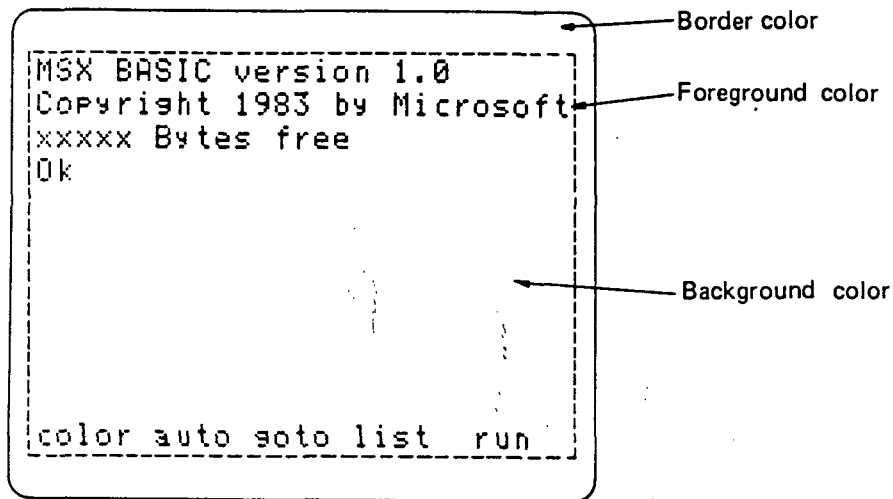 Border color
MSX BASIC version 1.0
Copyright 1983 by Microsoft
Foreground color
xxxxx Bytes free
Ok
Background color
color auto goto list run